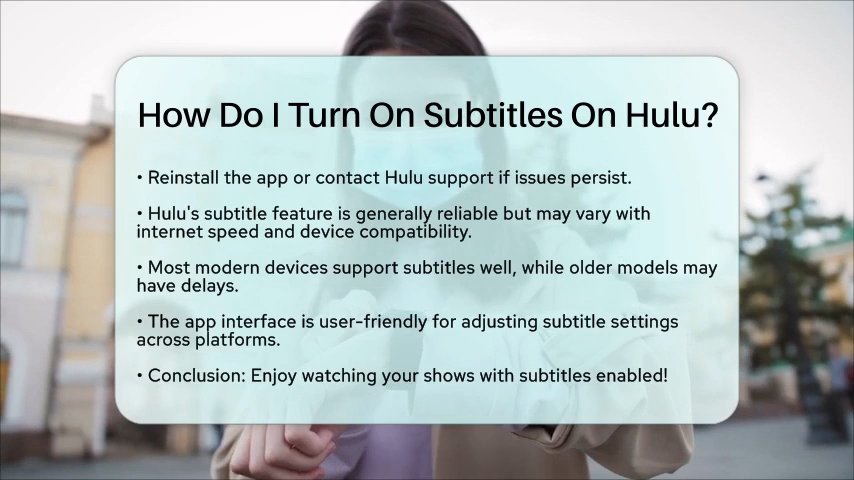 How Do I Turn On Subtitles On Hulu?
• Reinstall the app or contact Hulu support if issues persist.
• Hulu's subtitle feature is generally reliable but may vary with
internet speed and device compatibility.
• Most modern devices support subtitles well, while older models may
have delays.
• The app interface is user-friendly for adjusting subtitle settings
across platforms.
• Conclusion: Enjoy watching your shows with subtitles enabled!